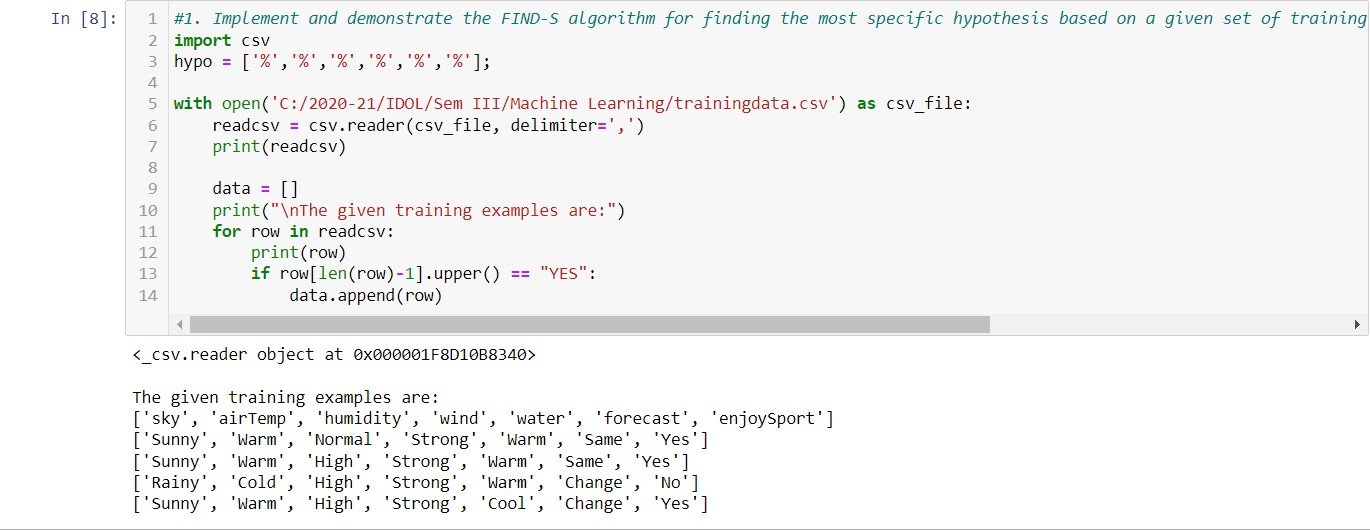 In [8]:
1 #1. Implement and demonstrate the FIND-S algorithm for finding the most specific hypothesis based on a given set of training
2 import csv
3 hypo = ['%','%','%','%','%','%'];
4
5 with open('C:/2020-21/IDOL/Sem III/Machine Learning/trainingdata.csv') as csv_file:
6     readcsv = csv.reader(csv_file, delimiter=',')
7     print(readcsv)
8
9     data = []
10     print("\nThe given training examples are:")
11     for row in readcsv:
12         print(row)
13         if row[len(row)-1].upper() == "YES":
14             data.append(row)
<_csv.reader object at 0x000001F8D10B8340>
The given training examples are:
['sky', 'airTemp', 'humidity', 'wind', 'water', 'forecast', 'enjoySport']
['Sunny', 'Warm', 'Normal', 'Strong', 'Warm', 'Same', 'Yes']
['Sunny', 'Warm', 'High', 'Strong', 'Warm', 'Same', 'Yes']
['Rainy', 'Cold', 'High', 'Strong', 'Warm', 'Change', 'No']
['Sunny', 'Warm', 'High', 'Strong', 'Cool', 'Change', 'Yes']